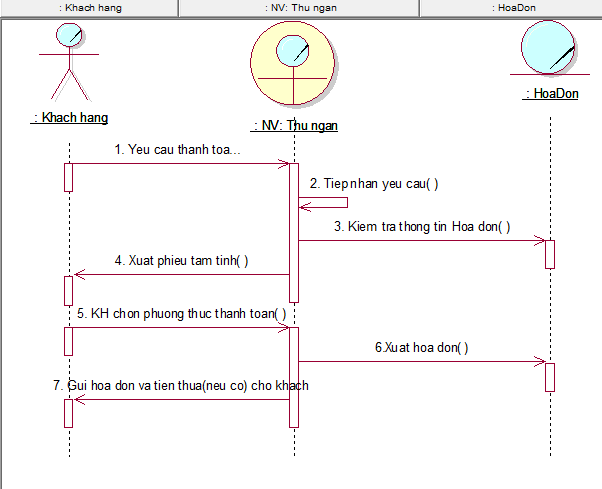 : Khach hang
: NV: Thu ngan
: HoaDon
: Khach hang
: NV: Thu ngan
: HoaDon
1. Yeu cau thanh toa...
2. Tiep nhan yeu cau( )
3. Kiem tra thong tin Hoa don( )
4. Xuat phieu tam tinh( )
5. KH chon phuong thuc thanh toan( )
6.Xuat hoa don( )
7. Gui hoa don va tien thua(neu co) cho khach